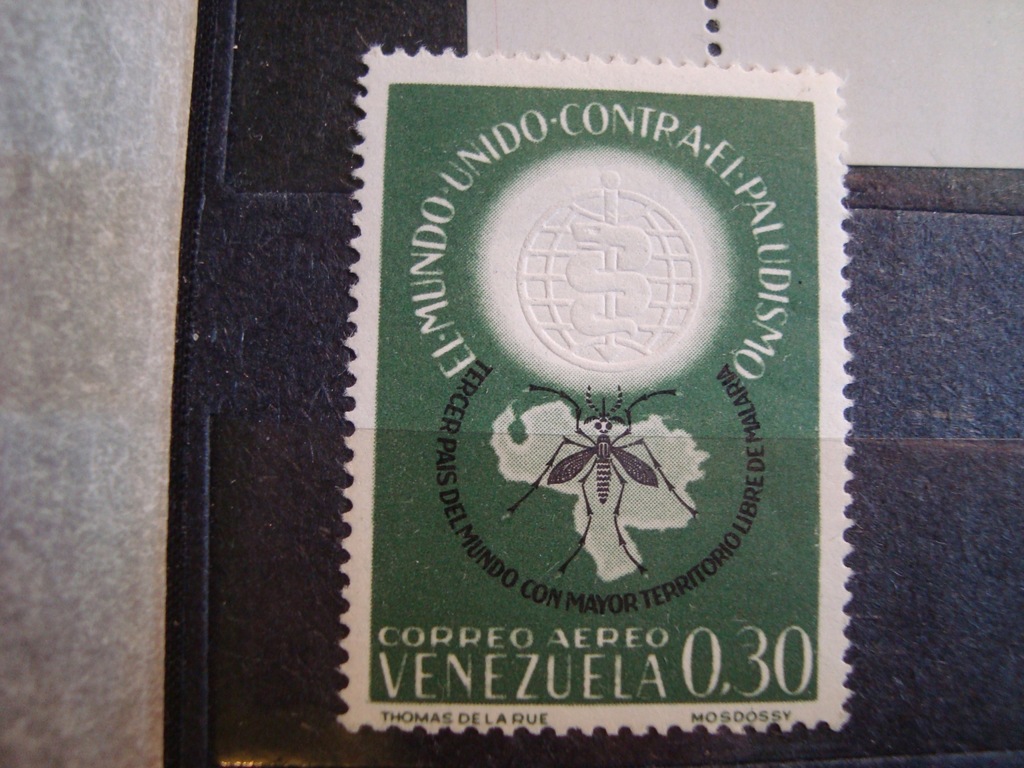 EL·MUNDO·UNIDO·CONTRA·EL·PALUDISMO
TERCER PAIS DEL MUNDO CON MAYOR TERRITORIO LIBRE DE MALARIA
CORREO AEREO
VENEZUELA 0,30
THOMAS DE LA RUE MOSDÓSSY